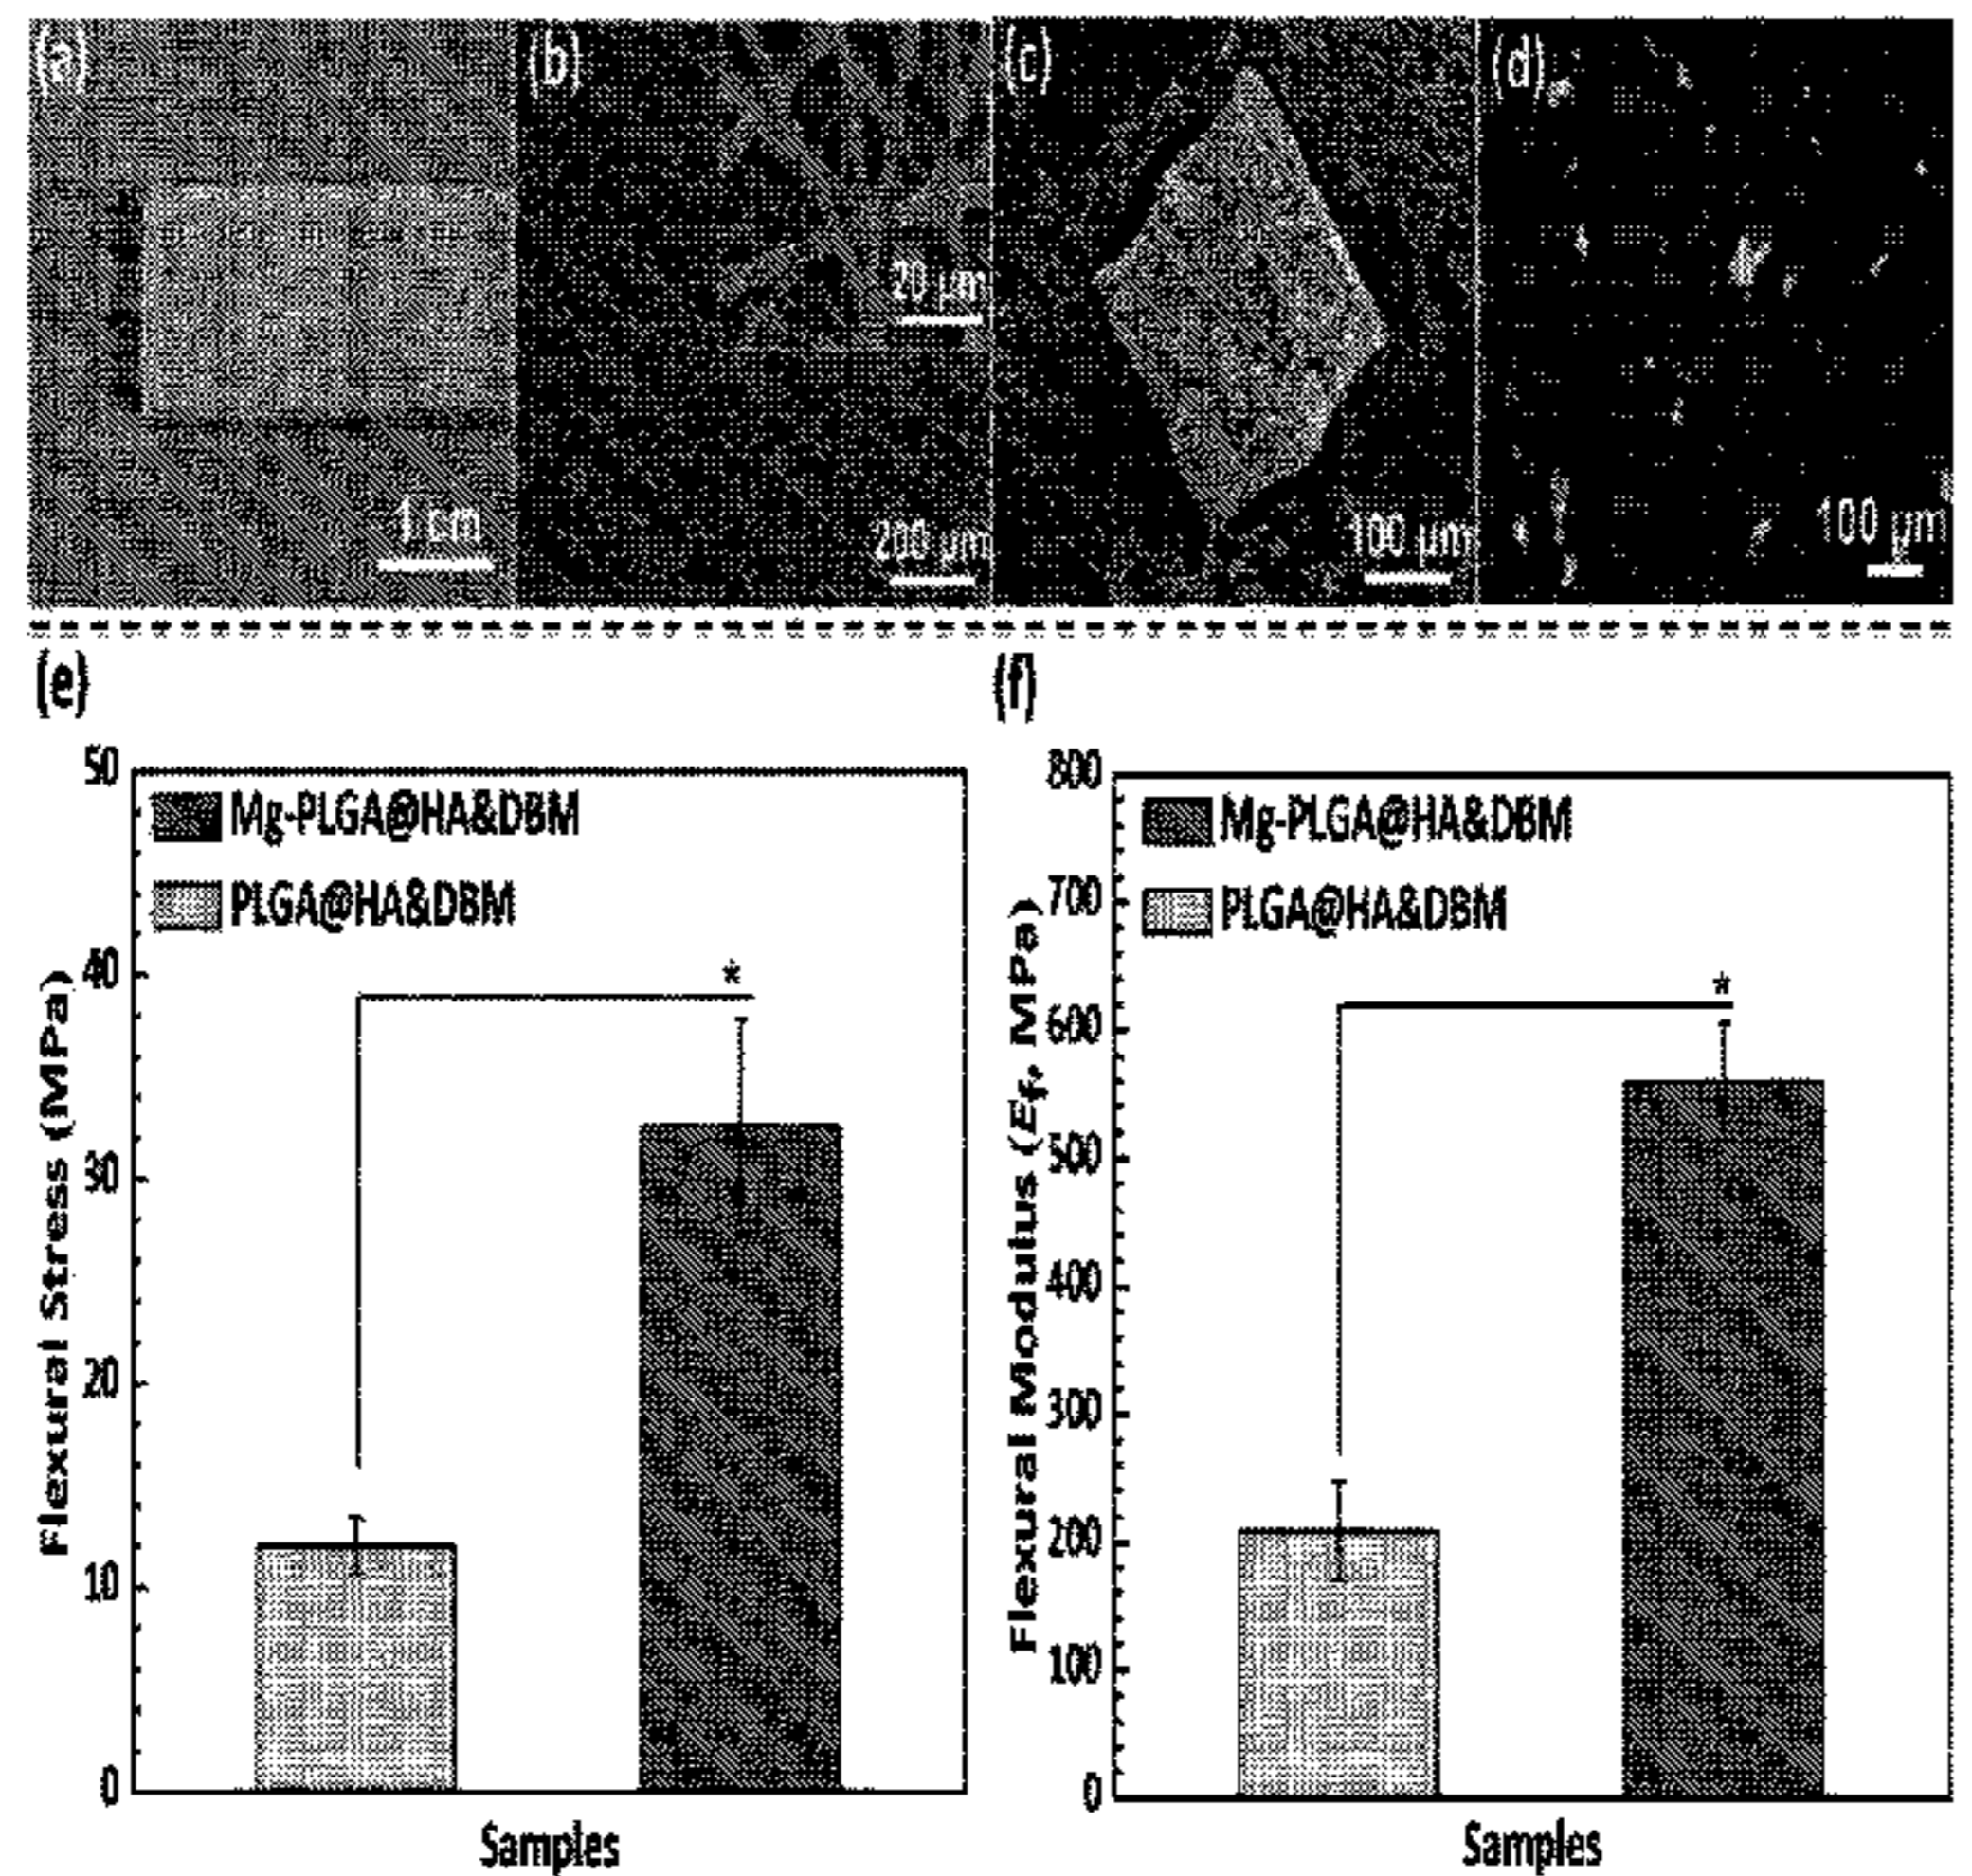 (a)
(b)
(c)
(d)
20 μm
1 cm
200 μm
100 μm
100 μm
(e)
(f)
50
40
30
20
10
0
Flexural Stress (MPa)
Mg-PLGA@HA&DBM
PLGA@HA&DBM
*
Samples
800
700
600
500
400
300
200
100
0
Flexural Modulus (Ef, MPa)
Mg-PLGA@HA&DBM
PLGA@HA&DBM
*
Samples